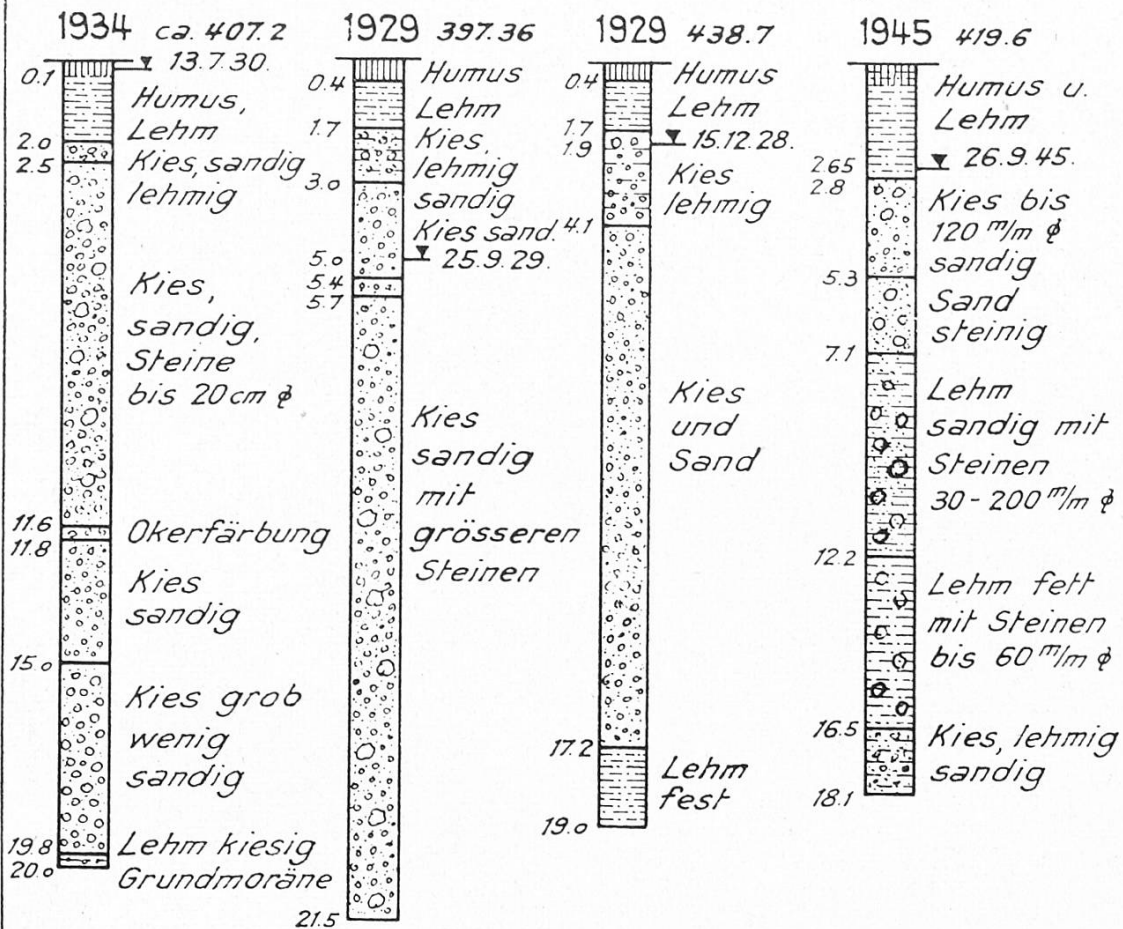 1934 ca. 407.2
13.7.30.
0.1
Humus,
Lehm
2.0
2.5
Kies, sandig
lehmig
Kies,
sandig,
Steine
bis 20 cm ϕ
11.6
11.8
Okerfärbung
Kies
sandig
15.0
Kies grob
wenig
sandig
19.8
20.0
Lehm kiesig
Grundmoräne
1929 397.36
0.4
Humus
Lehm
1.7
Kies,
lehmig
sandig
3.0
Kies sand.
5.0
25.9.29.
5.4
5.7
Kies
sandig
mit
grösseren
Steinen
21.5
1929 438.7
0.4
Humus
Lehm
1.7
1.9
15.12.28.
Kies
lehmig
4.1
Kies
und
Sand
17.2
Lehm
fest
19.0
1945 419.6
Humus u.
Lehm
2.65
26.9.45.
2.8
Kies bis
120 m/m ϕ
sandig
5.3
Sand
steinig
7.1
Lehm
sandig mit
Steinen
30 - 200 m/m ϕ
12.2
Lehm fett
mit Steinen
bis 60 m/m ϕ
16.5
Kies, lehmig
sandig
18.1